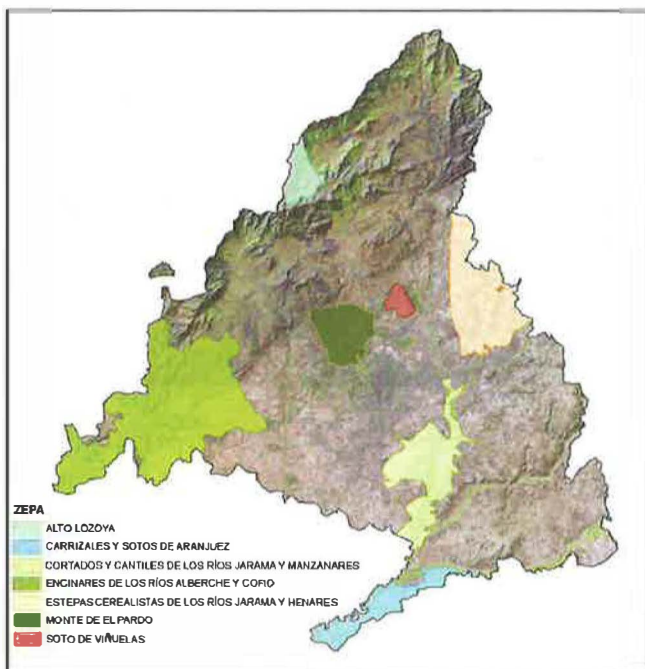 ZEPA
ALTO LOZOYA
CARRIZALES Y SOTOS DE ARANJUEZ
CORTADOS Y CANTILES DE LOS RÍOS JARAMA Y MANZANARES
ENCINARES DE LOS RÍOS ALBERCHE Y COFIO
ESTEPAS CEREALISTAS DE LOS RÍOS JARAMA Y HENARES
MONTE DE EL PARDO
SOTO DE VIÑUELAS